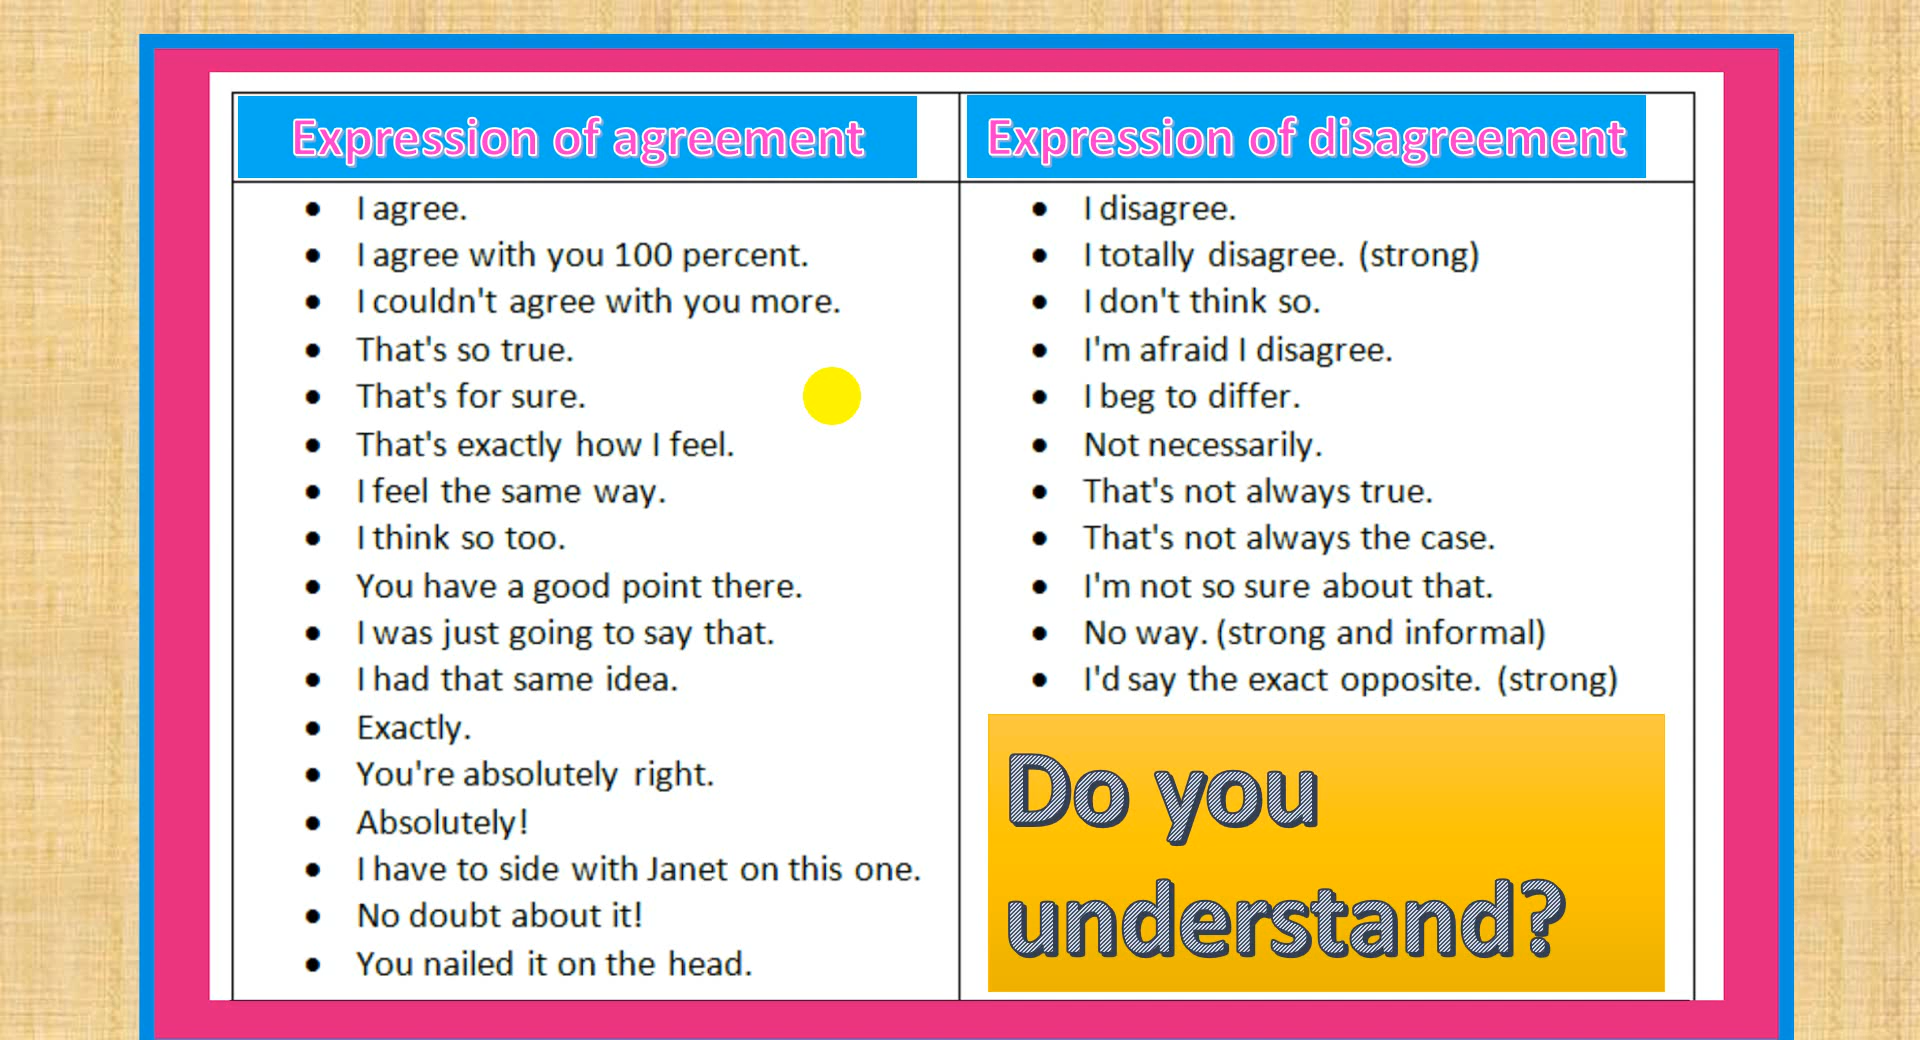 Expression of agreement
• I agree.
• I agree with you 100 percent.
• I couldn't agree with you more.
• That's so true.
• That's for sure.
• That's exactly how I feel.
• I feel the same way.
• I think so too.
• You have a good point there.
• I was just going to say that.
• I had that same idea.
• Exactly.
• You're absolutely right.
• Absolutely!
• I have to side with Janet on this one.
• No doubt about it!
• You nailed it on the head.
Expression of disagreement
• I disagree.
• I totally disagree. (strong)
• I don't think so.
• I'm afraid I disagree.
• I beg to differ.
• Not necessarily.
• That's not always true.
• That's not always the case.
• I'm not so sure about that.
• No way. (strong and informal)
• I'd say the exact opposite. (strong)
Do you
understand?